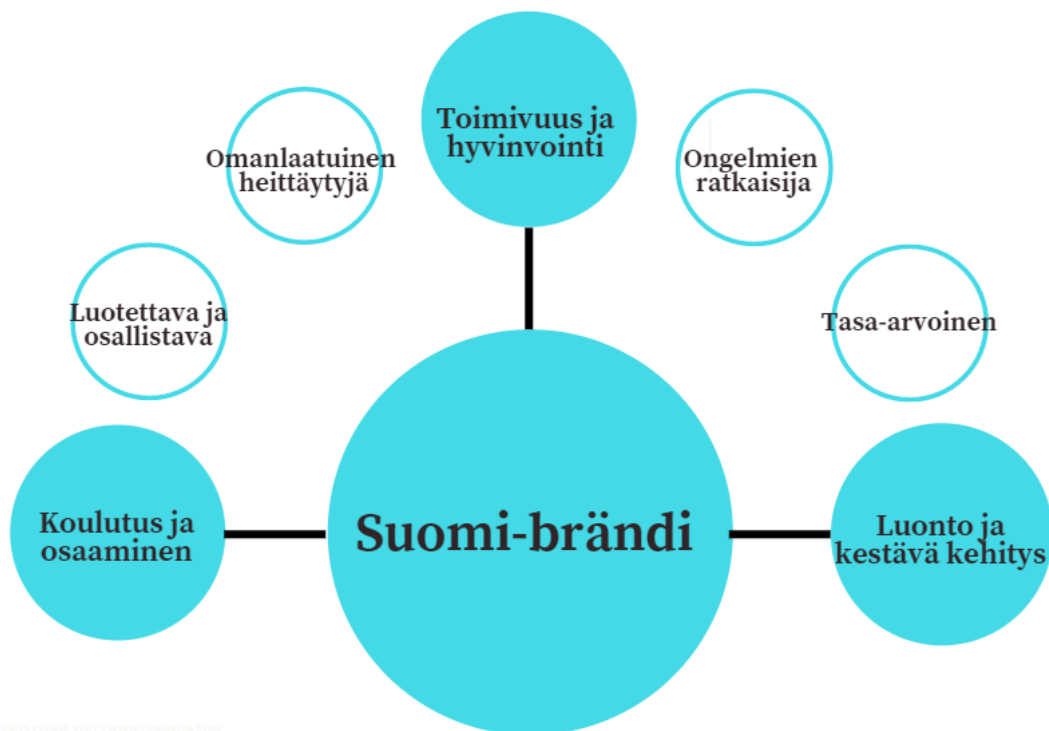 Toimivuus ja
hyvinvointi
Omanlaatuinen
heittäytyjä
Ongelmien
ratkaisija
Luotettava ja
osallistava
Tasa-arvoinen
Koulutus ja
osaaminen
Suomi-brändi
Luonto ja
kestävä kehitys